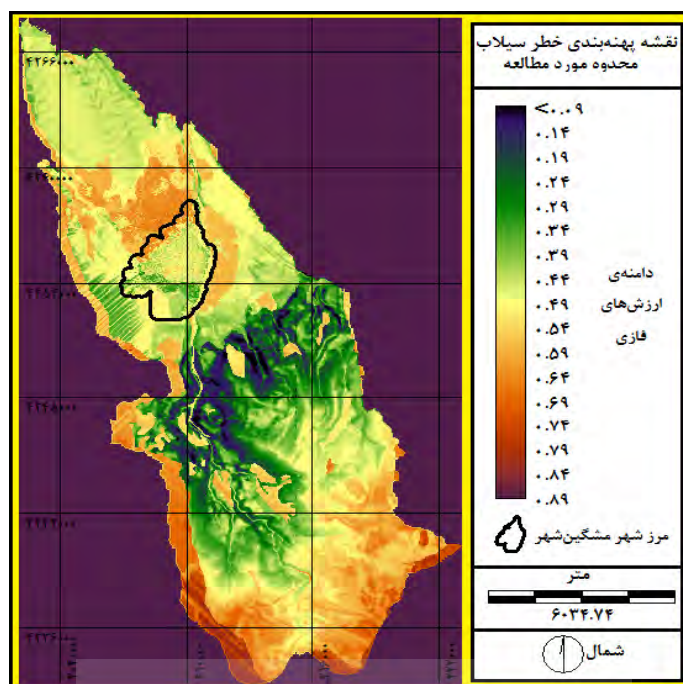 نقشه پهنه‌بندی خطر سیلاب
محدوده مورد مطالعه
<۰.۰۹
۰.۱۴
۰.۱۹
۰.۲۴
۰.۲۹
۰.۳۴
۰.۳۹
۰.۴۴
۰.۴۹
۰.۵۴
۰.۵۹
۰.۶۴
۰.۶۹
۰.۷۴
۰.۷۹
۰.۸۴
۰.۸۹
دامنه‌ی
ارزش‌های
فازی
مرز شهر مشگین‌شهر
متر
۶۰۳۴.۷۴
شمال
۴۲۶۶۰۰۰